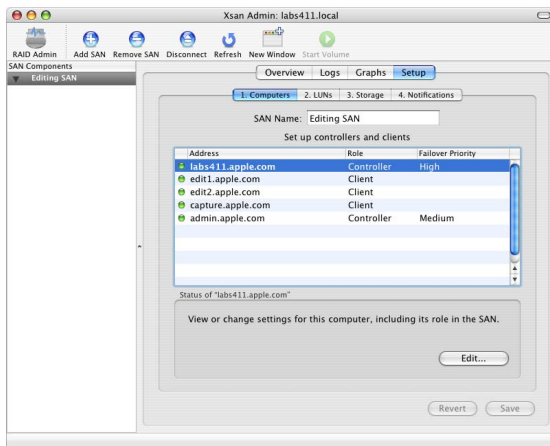 Xsan Admin: labs411.local
RAID Admin Add SAN Remove SAN Disconnect Refresh New Window Start Volume
SAN Components
Editing SAN
Overview Logs Graphs Setup
1. Computers 2. LUNs 3. Storage 4. Notifications
SAN Name: Editing SAN
Set up controllers and clients
Address Role Failover Priority
labs411.apple.com Controller High
edit1.apple.com Client
edit2.apple.com Client
capture.apple.com Client
admin.apple.com Controller Medium
Status of "labs411.apple.com"
View or change settings for this computer, including its role in the SAN.
Edit...
Revert Save